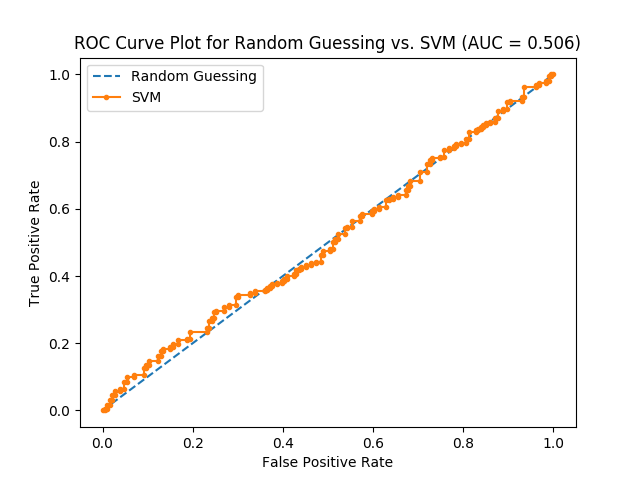 ROC Curve Plot for Random Guessing vs. SVM (AUC = 0.506)
Random Guessing
SVM
1.0
0.8
0.6
0.4
0.2
0.0
True Positive Rate
0.0 0.2 0.4 0.6 0.8 1.0
False Positive Rate